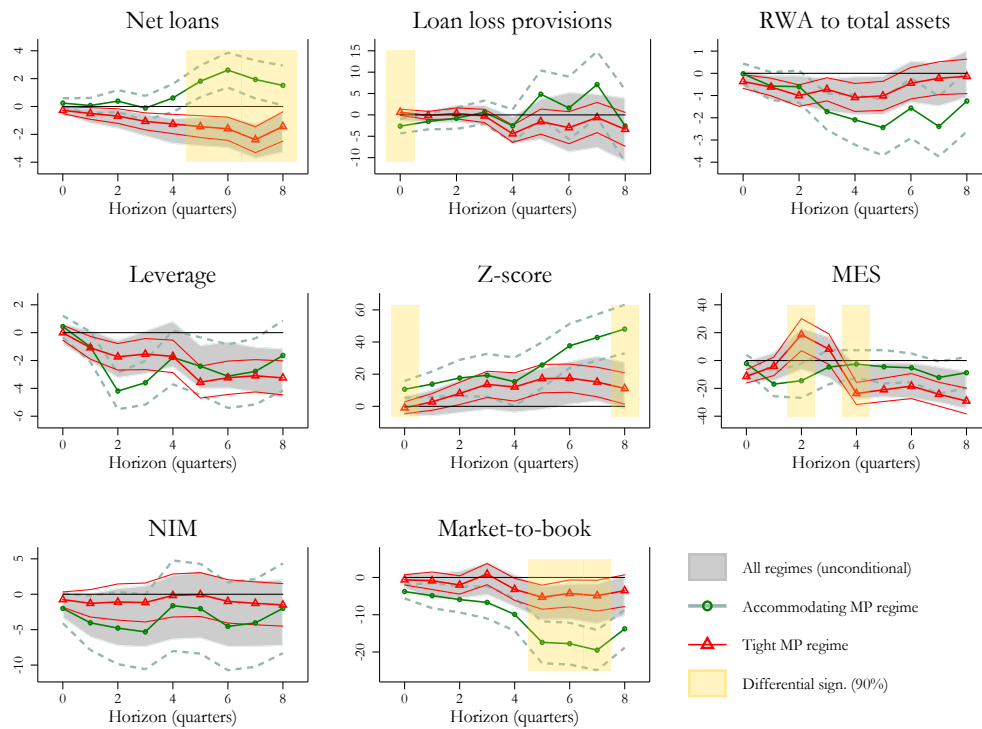 Net loans
Loan loss provisions
RWA to total assets
4
2
0
-2
-4
15
10
5
0
-5
-10
1
0
-1
-2
-3
-4
0 2 4 6 8
0 2 4 6 8
0 2 4 6 8
Horizon (quarters)
Horizon (quarters)
Horizon (quarters)
Leverage
Z-score
MES
2
0
-2
-4
-6
60
40
20
0
40
20
0
-20
-40
0 2 4 6 8
0 2 4 6 8
0 2 4 6 8
Horizon (quarters)
Horizon (quarters)
Horizon (quarters)
NIM
Market-to-book
5
0
-5
-10
0
-10
-20
0 2 4 6 8
0 2 4 6 8
Horizon (quarters)
Horizon (quarters)
All regimes (unconditional)
Accommodating MP regime
Tight MP regime
Differential sign. (90%)